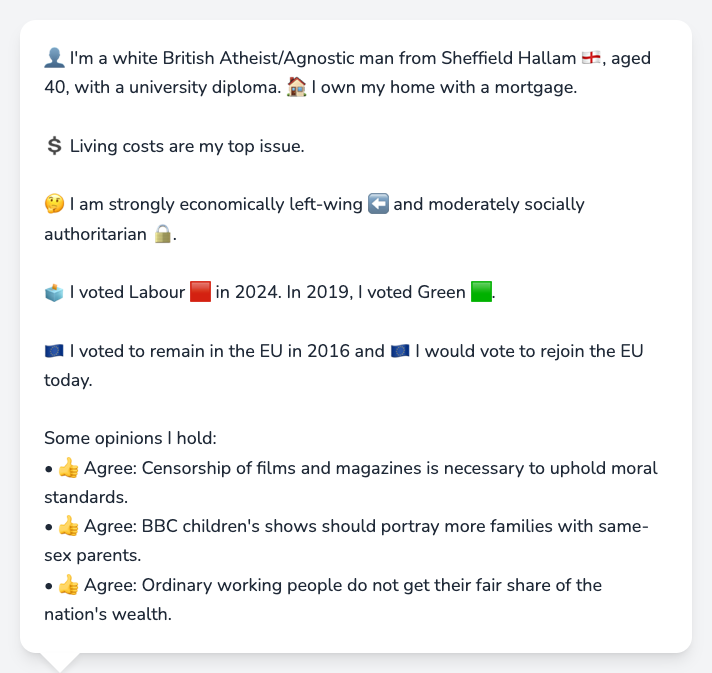 👤 I'm a white British Atheist/Agnostic man from Sheffield Hallam 🏴󠁧󠁢󠁥󠁮󠁧󠁿, aged
40, with a university diploma. 🏠 I own my home with a mortgage.
💲 Living costs are my top issue.
🤔 I am strongly economically left-wing ⬅️ and moderately socially
authoritarian 🔒.
🗳️ I voted Labour 🟥 in 2024. In 2019, I voted Green 🟩.
🇪🇺 I voted to remain in the EU in 2016 and 🇪🇺 I would vote to rejoin the EU
today.
Some opinions I hold:
• 👍 Agree: Censorship of films and magazines is necessary to uphold moral
standards.
• 👍 Agree: BBC children's shows should portray more families with same-
sex parents.
• 👍 Agree: Ordinary working people do not get their fair share of the
nation's wealth.